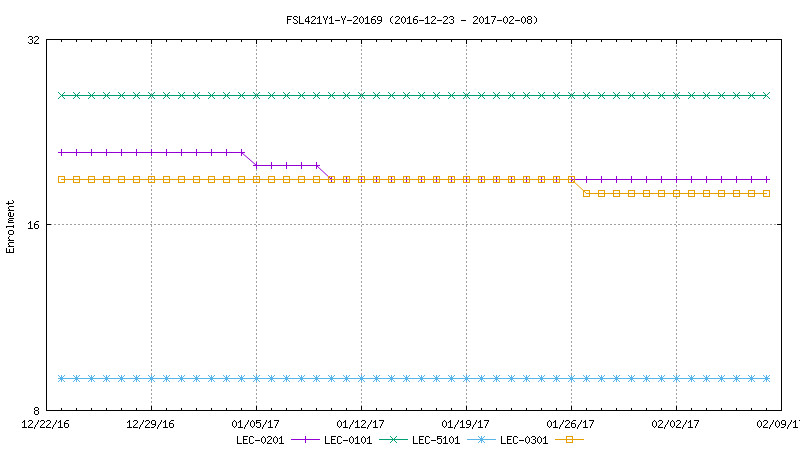 FSL421Y1-Y-20169 (2016-12-23 - 2017-02-08)
32
16
8
Enrolment
12/22/16 12/29/16 01/05/17 01/12/17 01/19/17 01/26/17 02/02/17 02/09/1
LEC-0201 LEC-0101 LEC-5101 LEC-0301